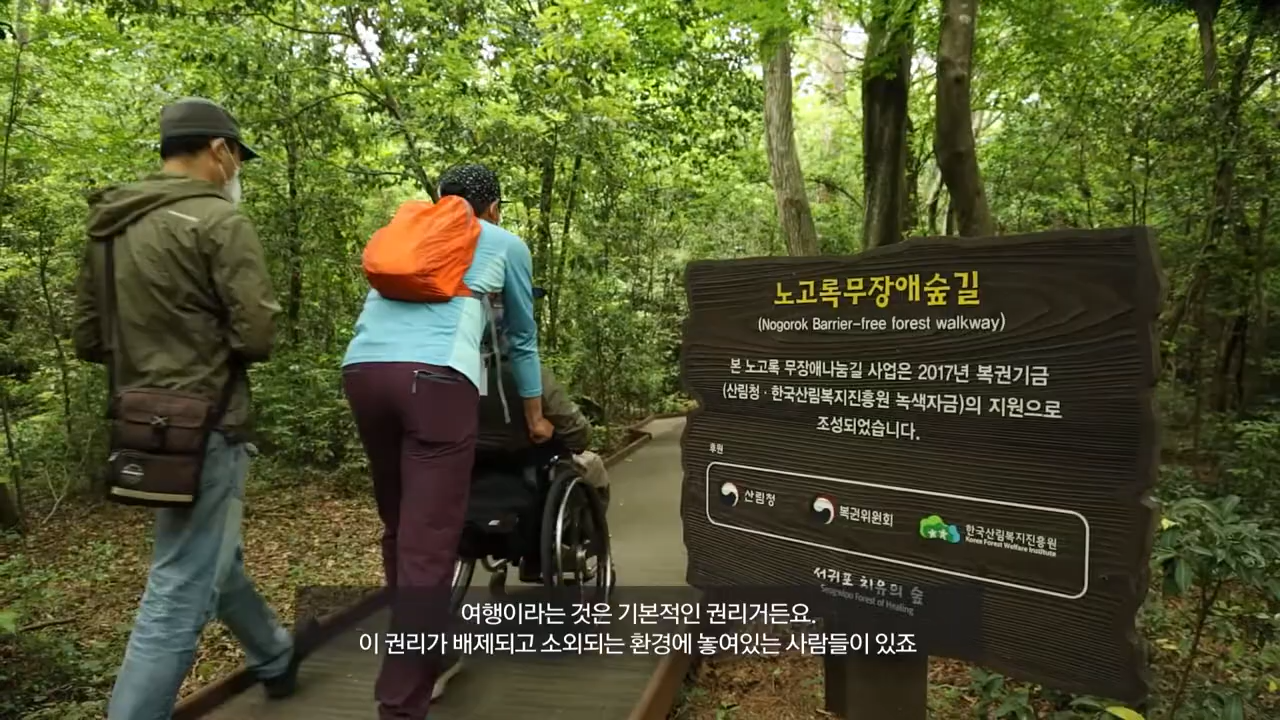 노고록무장애숲길
(Nogorok Barrier-free forest walkway)
본 노고록 무장애나눔길 사업은 2017년 복권기금
(산림청 · 한국산림복지진흥원 녹색자금)의 지원으로
조성되었습니다.
후원
산림청
복권위원회
한국산림복지진흥원
Korea Forest Welfare Institute
서귀포 치유의 숲
Seogwipo Forest of Healing
여행이라는 것은 기본적인 권리거든요.
이 권리가 배제되고 소외되는 환경에 놓여있는 사람들이 있죠